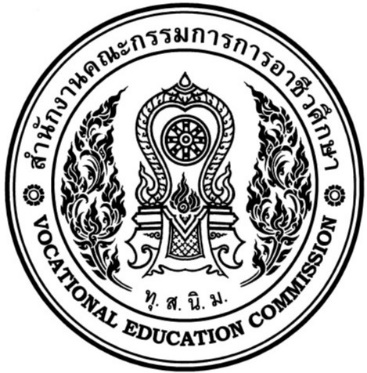 สำนักงานคณะกรรมการการอาชีวศึกษา
ทุ. ส. นิ. ม.
VOCATIONAL EDUCATION COMMISSION